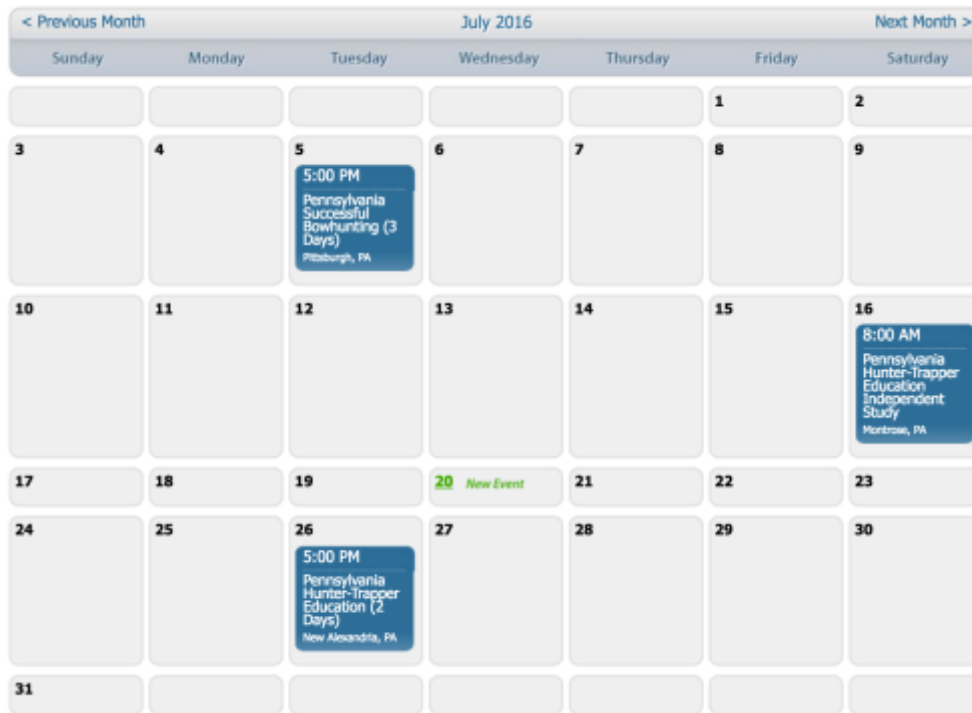 < Previous Month July 2016 Next Month >
Sunday Monday Tuesday Wednesday Thursday Friday Saturday
1 2
3 4 5 6 7 8 9
5:00 PM
Pennsylvania
Successful
Bowhunting (3
Days)
Pittsburgh, PA
10 11 12 13 14 15 16
8:00 AM
Pennsylvania
Hunter-Trapper
Education
Independent
Study
Montrose, PA
17 18 19 20 New Event 21 22 23
24 25 26 27 28 29 30
5:00 PM
Pennsylvania
Hunter-Trapper
Education (2
Days)
New Alexandria, PA
31